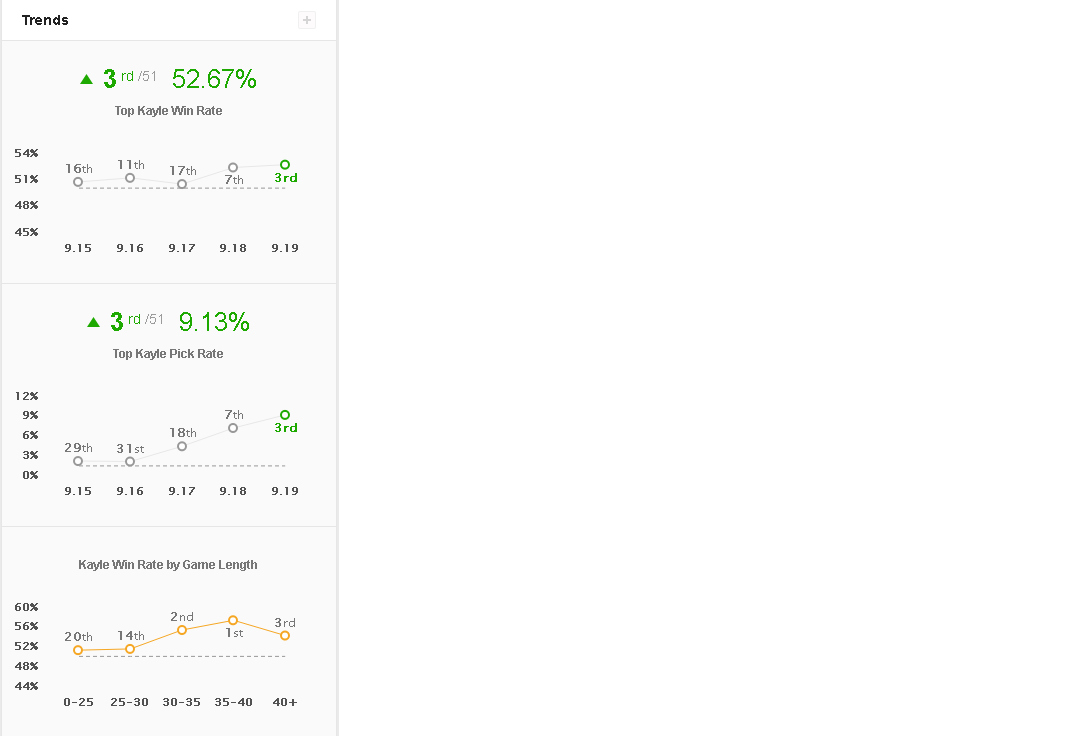 Trends +
3 rd /51 52.67%
Top Kayle Win Rate
54%
51%
48%
45%
16th 11th 17th 7th 3rd
9.15 9.16 9.17 9.18 9.19
3 rd /51 9.13%
Top Kayle Pick Rate
12%
9%
6%
3%
0%
29th 31st 18th 7th 3rd
9.15 9.16 9.17 9.18 9.19
Kayle Win Rate by Game Length
60%
56%
52%
48%
44%
20th 14th 2nd 1st 3rd
0-25 25-30 30-35 35-40 40+